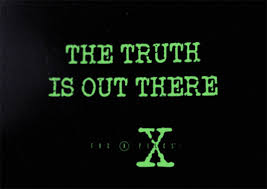 THE TRUTH
IS OUT THERE
THE X FILES
X